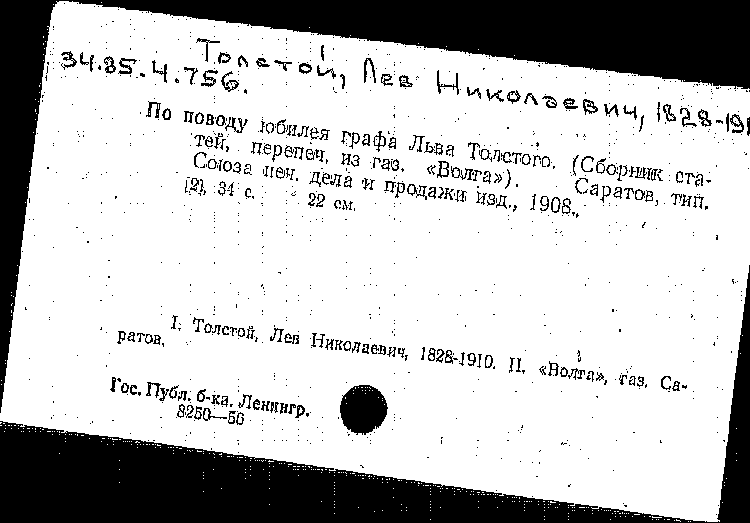 Толстой, Лев Николаевич, 1828-191
34.35.4.756.
По поводу юбилея графа Льва Толстого. (Сборник ста-
тей, перепеч. из газ. «Волга»). Саратов, тип.
Союза печ. дела и продажи изд., 1908.
[2], 34 с. 22 см.
I. Толстой, Лев Николаевич, 1828-1910. II. «Волга», газ. Са-
ратов.
Гос. Публ. б-ка. Ленингр.
8250—56